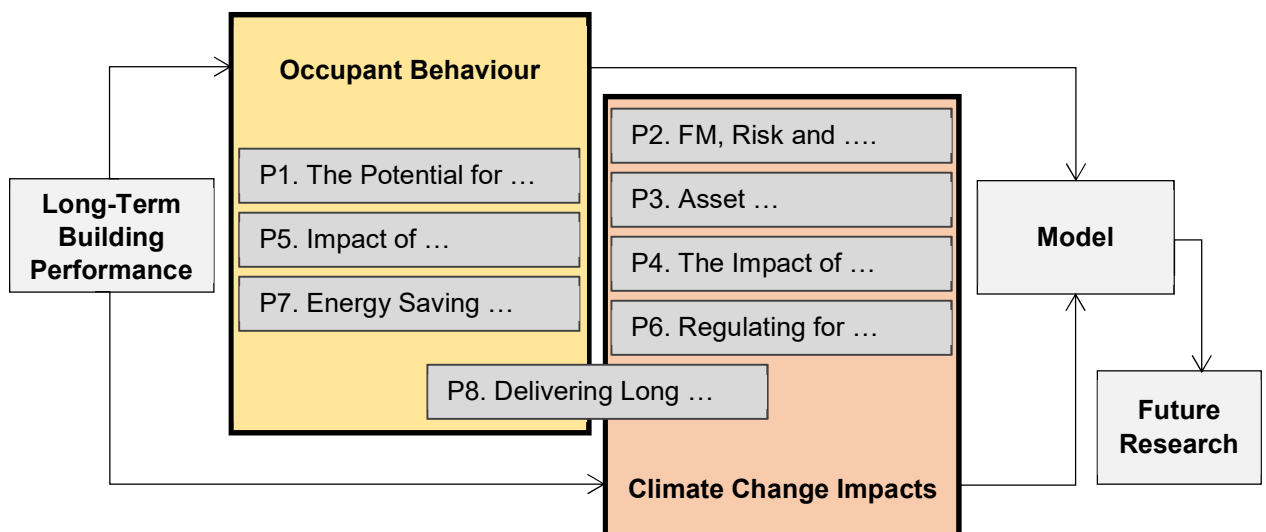 Occupant Behaviour
P1. The Potential for …
P5. Impact of …
P7. Energy Saving …
P2. FM, Risk and ….
P3. Asset …
P4. The Impact of …
P6. Regulating for …
P8. Delivering Long …
Climate Change Impacts
Long-Term
Building
Performance
Model
Future
Research